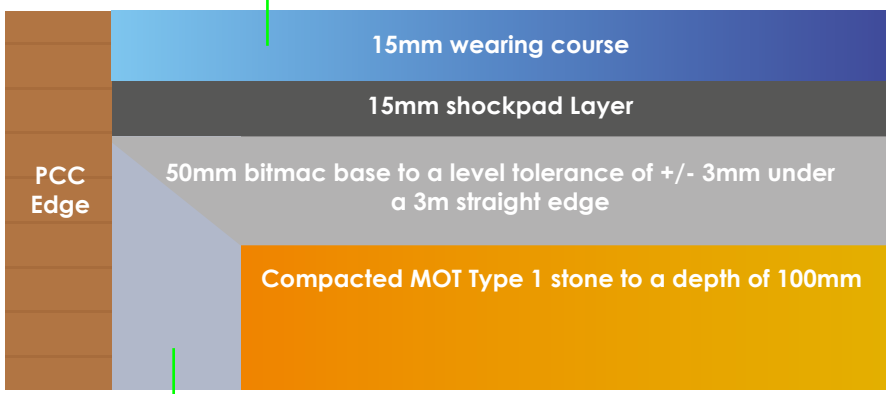 15mm wearing course
15mm shockpad Layer
PCC
Edge
50mm bitmac base to a level tolerance of +/- 3mm under
a 3m straight edge
Compacted MOT Type 1 stone to a depth of 100mm